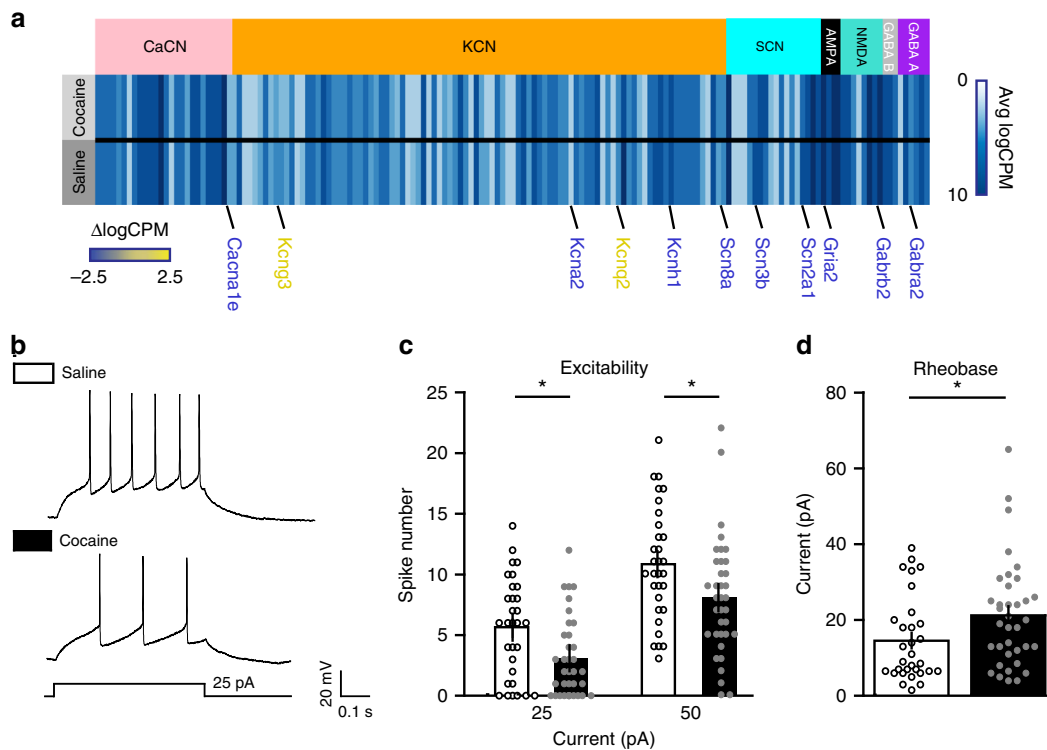 a
CaCN
KCN
SCN
AMPA
NMDA
GABA B
GABA A
Cocaine
Saline
0
10
Avg logCPM
ΔlogCPM
−2.5
2.5
Cacna1e
Kcng3
Kcna2
Kcnq2
Kcnh1
Scn8a
Scn3b
Scn2a1
Gria2
Gabrb2
Gabra2
b
Saline
Cocaine
25 pA
20 mV
0.1 s
c
Excitability
*
*
25
20
15
10
5
0
Spike number
25
50
Current (pA)
d
Rheobase
*
80
60
40
20
0
Current (pA)